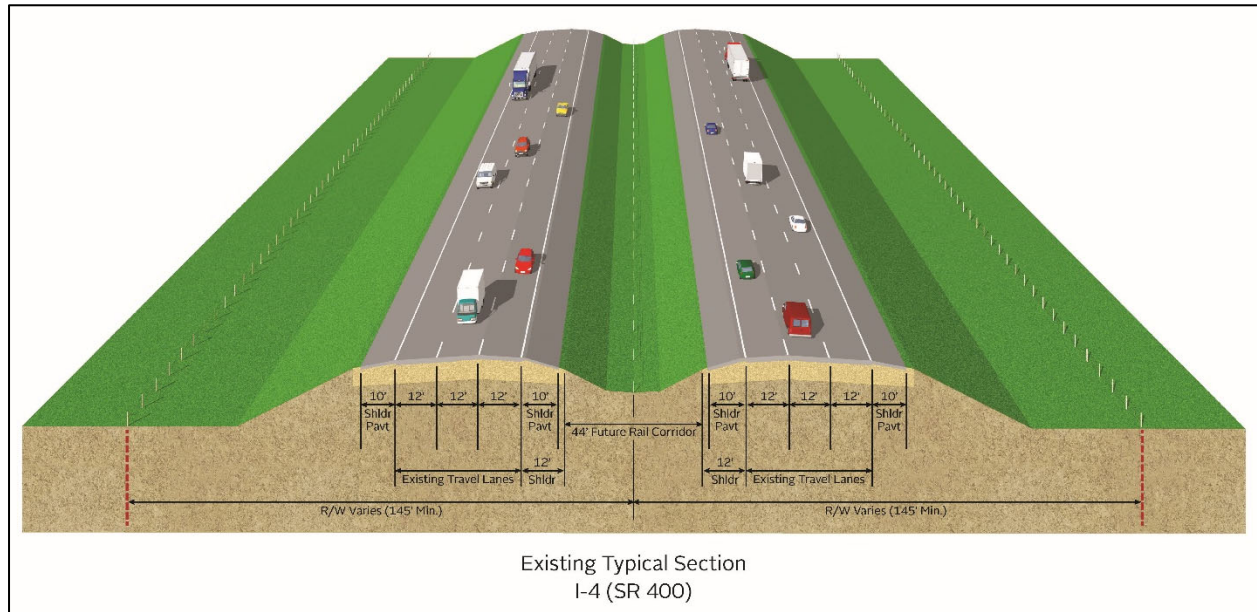 10' 12' 12' 12' 10' 10' 12' 12' 12' 10'
Shldr Shldr Shldr Shldr
Pavt Pavt Pavt Pavt
44' Future Rail Corridor
12' 12'
Existing Travel Lanes Shldr Shldr Existing Travel Lanes
R/W Varies (145' Min.) R/W Varies (145' Min.)
Existing Typical Section
I-4 (SR 400)